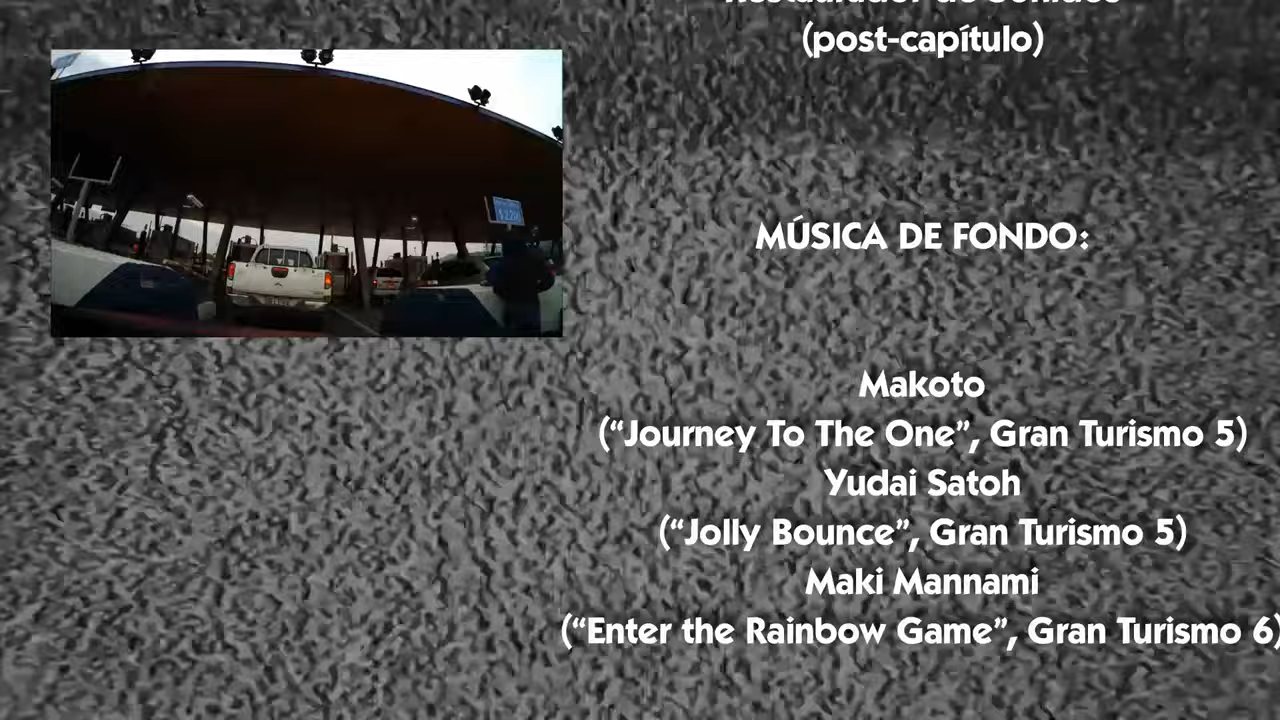 (post-capítulo)
MÚSICA DE FONDO:
Makoto
(“Journey To The One”, Gran Turismo 5)
Yudai Satoh
(“Jolly Bounce”, Gran Turismo 5)
Maki Mannami
(“Enter the Rainbow Game”, Gran Turismo 6)